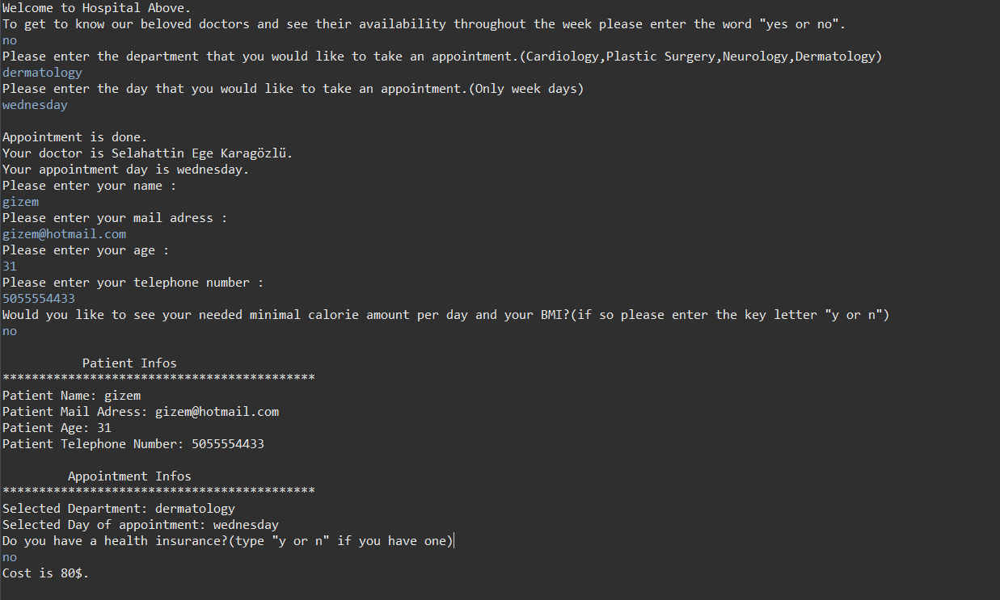 Welcome to Hospital Above.
To get to know our beloved doctors and see their availability throughout the week please enter the word "yes or no".
no
Please enter the department that you would like to take an appointment.(Cardiology,Plastic Surgery,Neurology,Dermatology)
dermatology
Please enter the day that you would like to take an appointment.(Only week days)
wednesday
Appointment is done.
Your doctor is Selahattin Ege Karagözlü.
Your appointment day is wednesday.
Please enter your name :
gizem
Please enter your mail adress :
gizem@hotmail.com
Please enter your age :
31
Please enter your telephone number :
5055554433
Would you like to see your needed minimal calorie amount per day and your BMI?(if so please enter the key letter "y or n")
no
Patient Infos
*******************************************
Patient Name: gizem
Patient Mail Adress: gizem@hotmail.com
Patient Age: 31
Patient Telephone Number: 5055554433
Appointment Infos
*******************************************
Selected Department: dermatology
Selected Day of appointment: wednesday
Do you have a health insurance?(type "y or n" if you have one)
no
Cost is 80$.